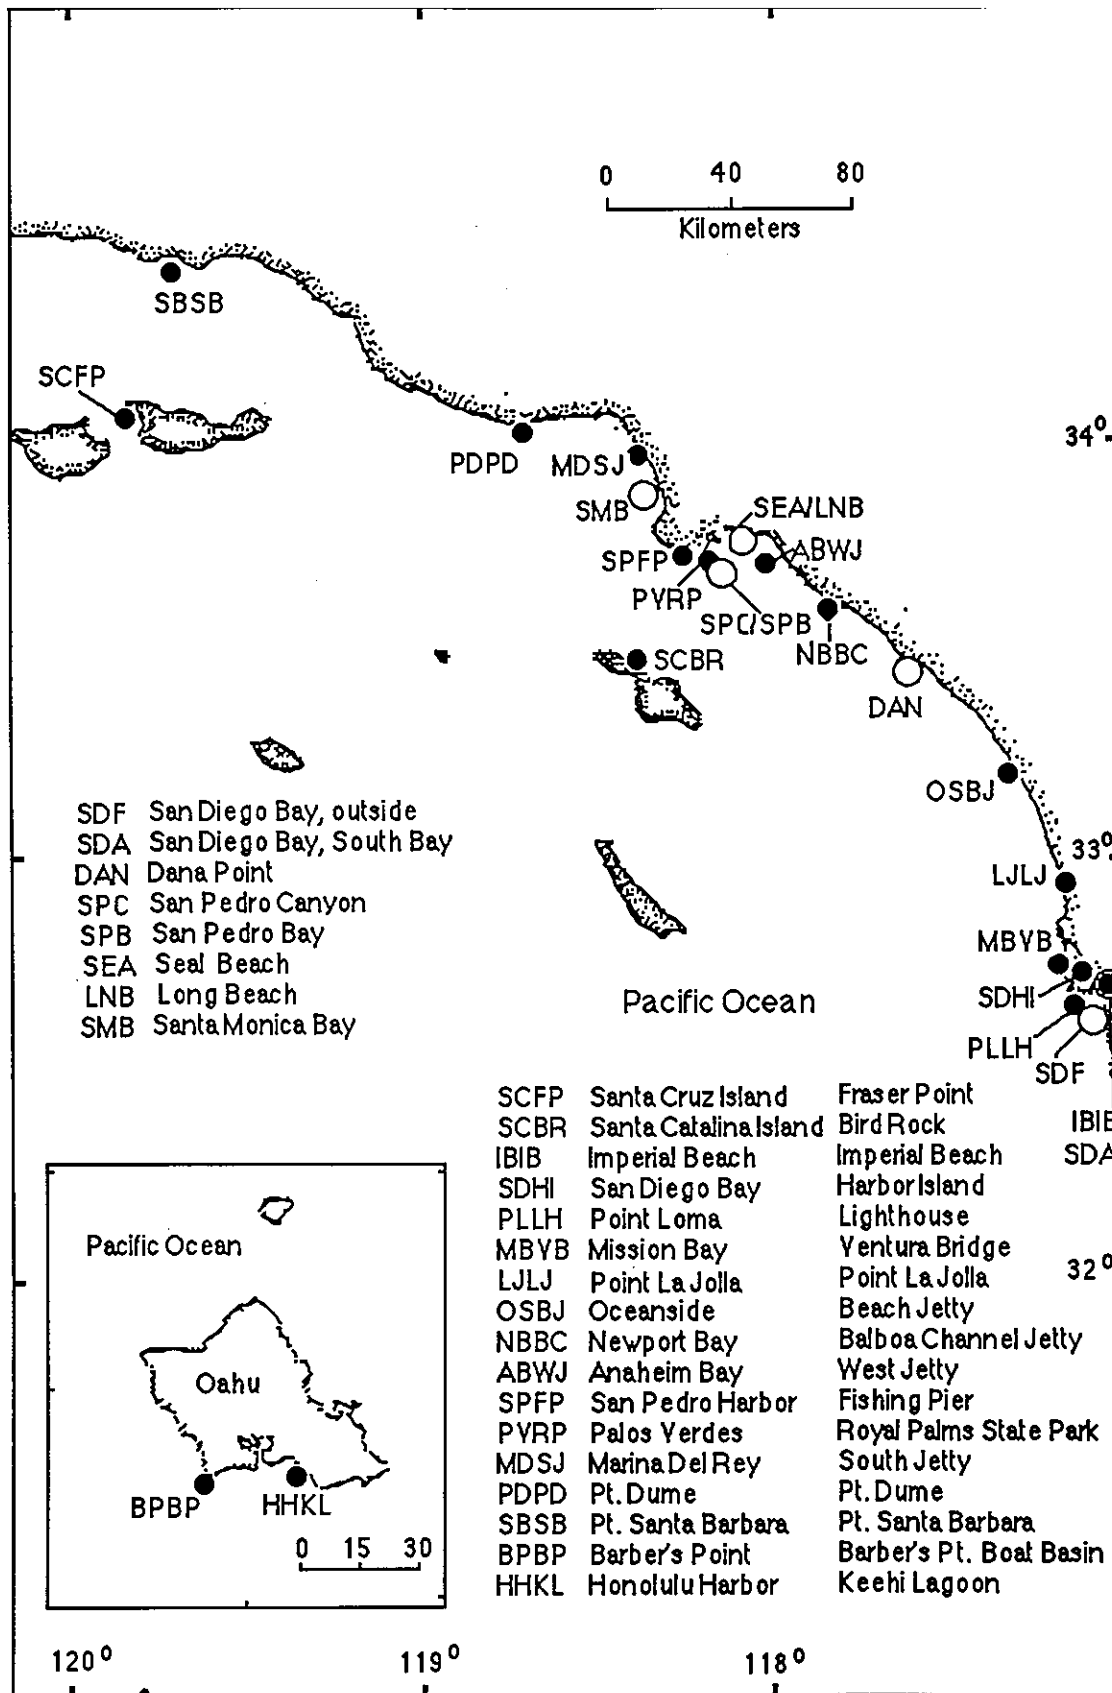 0 40 80
Kilometers
SBSB
SCFP
34°
PDPD
MDSJ
SMB
SEA/LNB
ABWJ
SPFP
PYRP
SPC/SPB
NBBC
SCBR
DAN
OSBJ
SDF San Diego Bay, outside
SDA San Diego Bay, South Bay
DAN Dana Point
SPC San Pedro Canyon
SPB San Pedro Bay
SEA Seal Beach
LNB Long Beach
SMB Santa Monica Bay
33°
LJLJ
MBVB
SDHI
Pacific Ocean
PLLH
SDF
IBIB
SDA
SCFP Santa Cruz Island Fraser Point
SCBR Santa Catalina Island Bird Rock
IBIB Imperial Beach Imperial Beach
SDHI San Diego Bay Harbor Island
PLLH Point Loma Lighthouse
MBVB Mission Bay Ventura Bridge
LJLJ Point La Jolla Point La Jolla
OSBJ Oceanside Beach Jetty
NBBC Newport Bay Balboa Channel Jetty
ABWJ Anaheim Bay West Jetty
SPFP San Pedro Harbor Fishing Pier
PVRP Palos Verdes Royal Palms State Park
MDSJ Marina Del Rey South Jetty
PDPD Pt. Dume Pt. Dume
SBSB Pt. Santa Barbara Pt. Santa Barbara
BPBP Barber's Point Barber's Pt. Boat Basin
HHKL Honolulu Harbor Keehi Lagoon
32°
Pacific Ocean
Oahu
BPBP
HHKL
0 15 30
120° 119° 118°